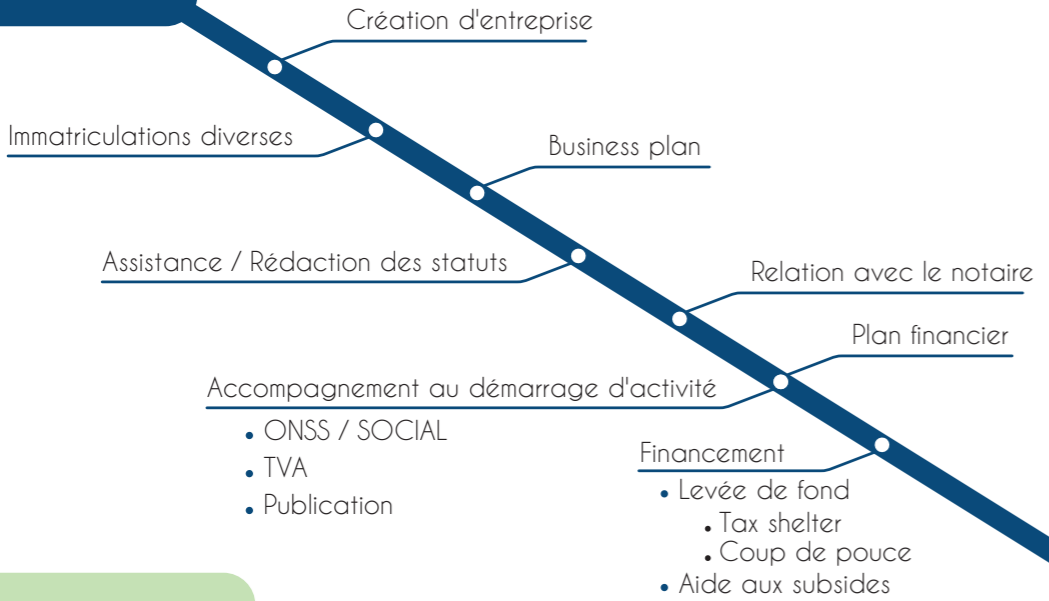 Création d'entreprise
Immatriculations diverses
Business plan
Assistance / Rédaction des statuts
Relation avec le notaire
Plan financier
Accompagnement au démarrage d'activité
• ONSS / SOCIAL
• TVA
• Publication
Financement
• Levée de fond
• Tax shelter
• Coup de pouce
• Aide aux subsides